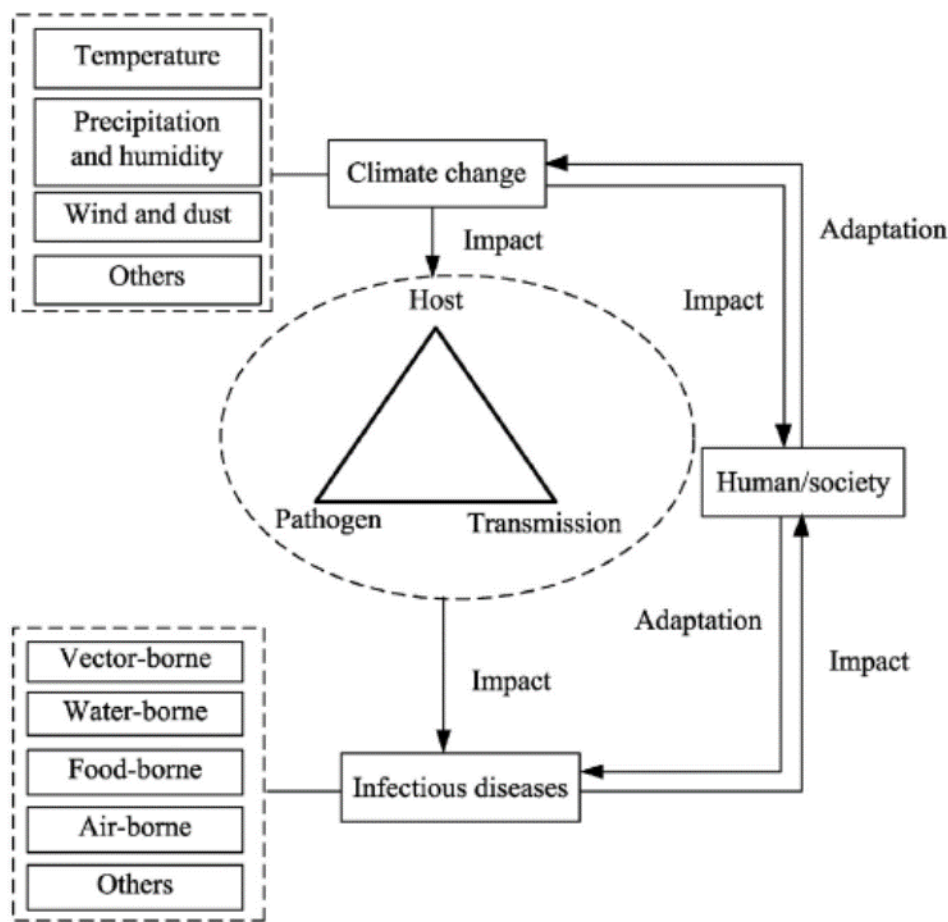 Temperature
Precipitation
and humidity
Wind and dust
Others
Climate change
Impact
Adaptation
Impact
Host
Pathogen
Transmission
Human/society
Adaptation
Impact
Impact
Vector-borne
Water-borne
Food-borne
Air-borne
Others
Infectious diseases